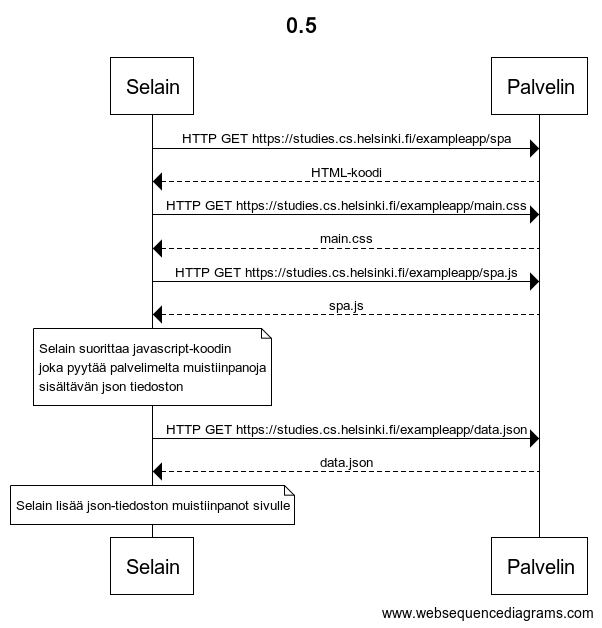 0.5
Selain
Palvelin
HTTP GET https://studies.cs.helsinki.fi/exampleapp/spa
HTML-koodi
HTTP GET https://studies.cs.helsinki.fi/exampleapp/main.css
main.css
HTTP GET https://studies.cs.helsinki.fi/exampleapp/spa.js
spa.js
Selain suorittaa javascript-koodin
joka pyytää palvelimelta muistiinpanoja
sisältävän json tiedoston
HTTP GET https://studies.cs.helsinki.fi/exampleapp/data.json
data.json
Selain lisää json-tiedoston muistiinpanot sivulle
Selain
Palvelin
www.websequencediagrams.com